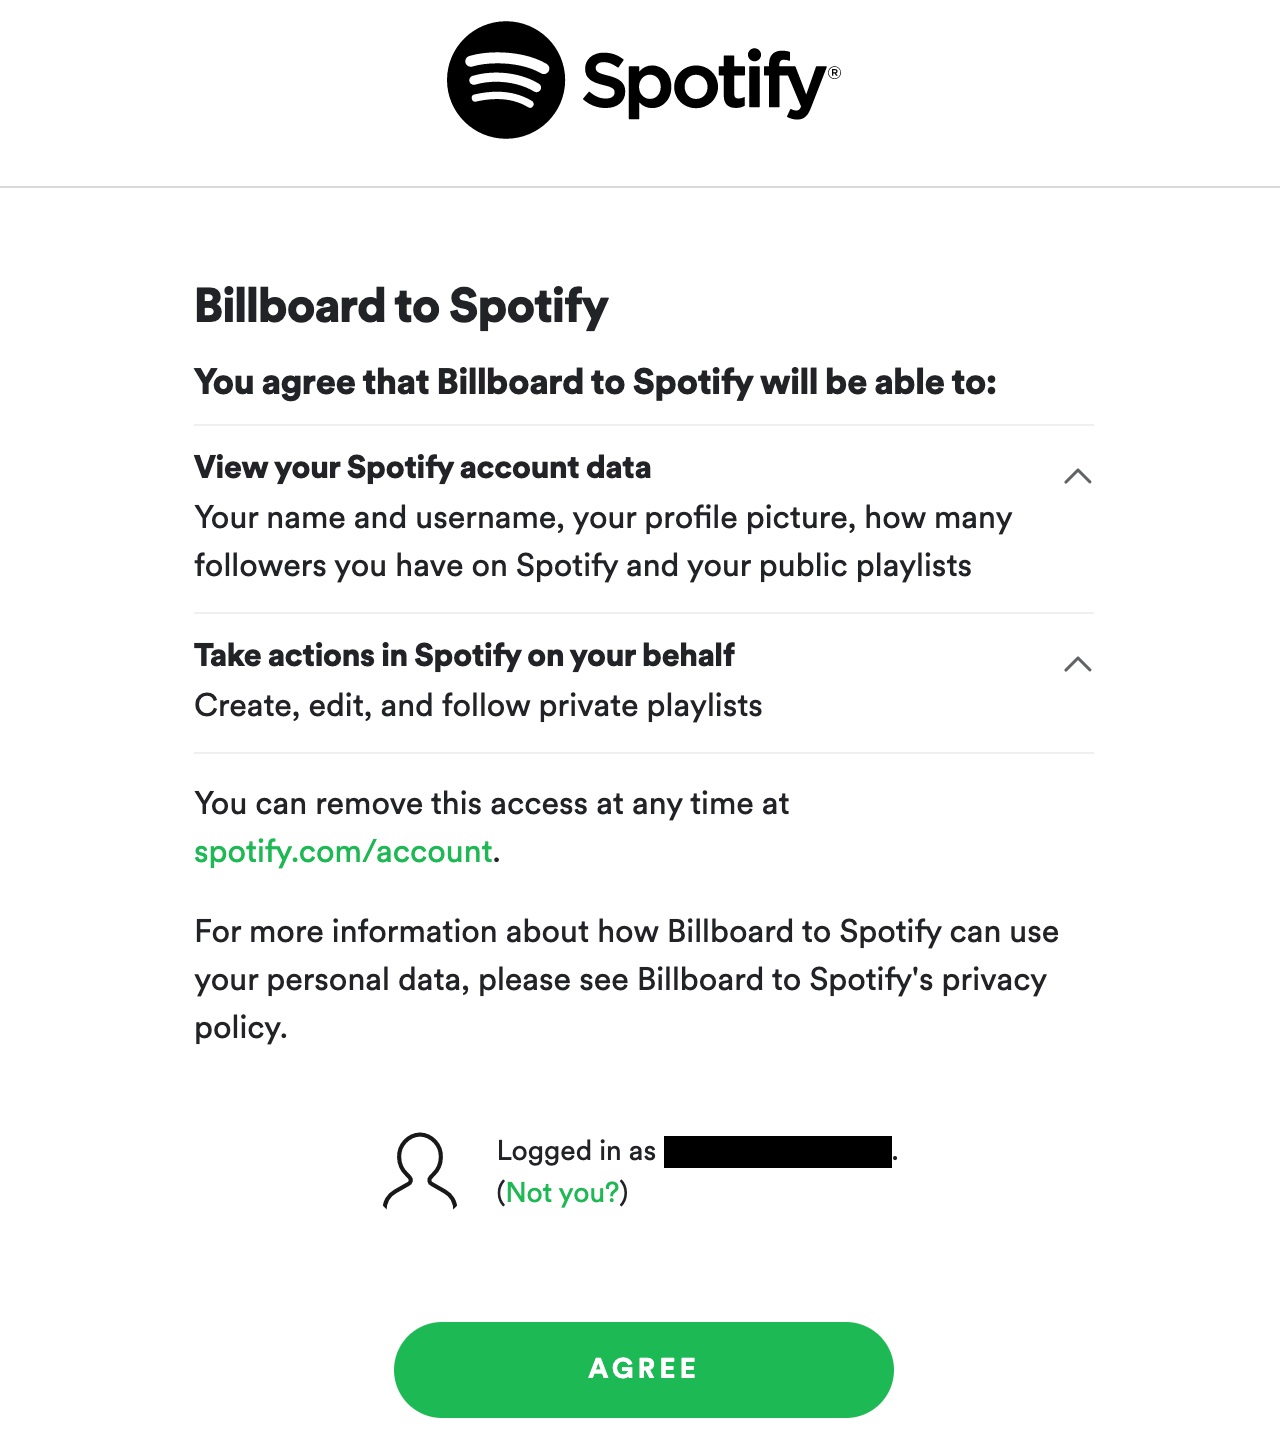 Spotify®
Billboard to Spotify
You agree that Billboard to Spotify will be able to:
View your Spotify account data
Your name and username, your profile picture, how many
followers you have on Spotify and your public playlists
Take actions in Spotify on your behalf
Create, edit, and follow private playlists
You can remove this access at any time at
spotify.com/account.
For more information about how Billboard to Spotify can use
your personal data, please see Billboard to Spotify's privacy
policy.
Logged in as .
(Not you?)
AGREE